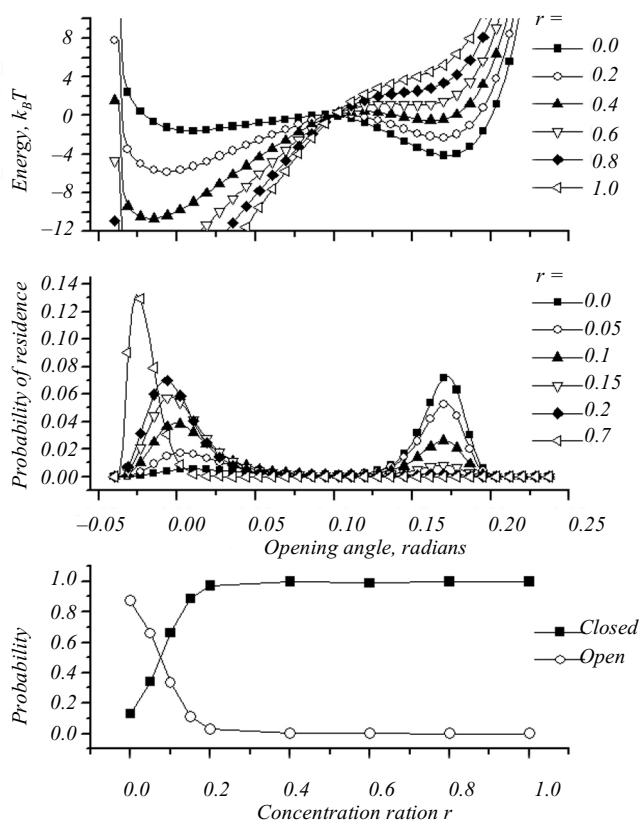 r =
8
4
0
−4
−8
−12
Energy, kBT
0.0
0.2
0.4
0.6
0.8
1.0
r =
0.14
0.12
0.10
0.08
0.06
0.04
0.02
0.00
Probability of residence
0.0
0.05
0.1
0.15
0.2
0.7
−0.05 0.00 0.05 0.10 0.15 0.20 0.25
Opening angle, radians
1.0
0.8
0.6
0.4
0.2
0.0
Probability
Closed
Open
0.0 0.2 0.4 0.6 0.8 1.0
Concentration ration r